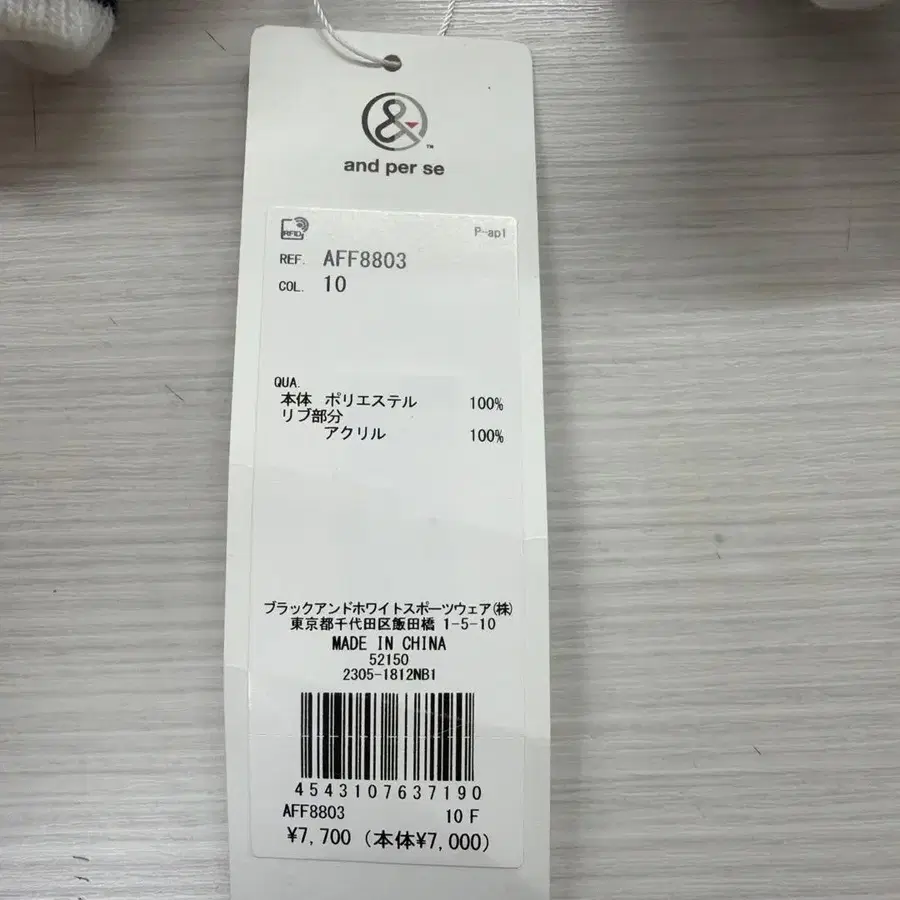 &
TM
and per se
RFID
P-ap1
REF. AFF8803
COL. 10
QUA.
本体 ポリエステル 100%
リブ部分
アクリル 100%
ブラックアンドホワイトスポーツウェア(株)
東京都千代田区飯田橋 1-5-10
MADE IN CHINA
52150
2305-1812NB1
4543107637190
AFF8803 10 F
¥7,700 (本体¥7,000)